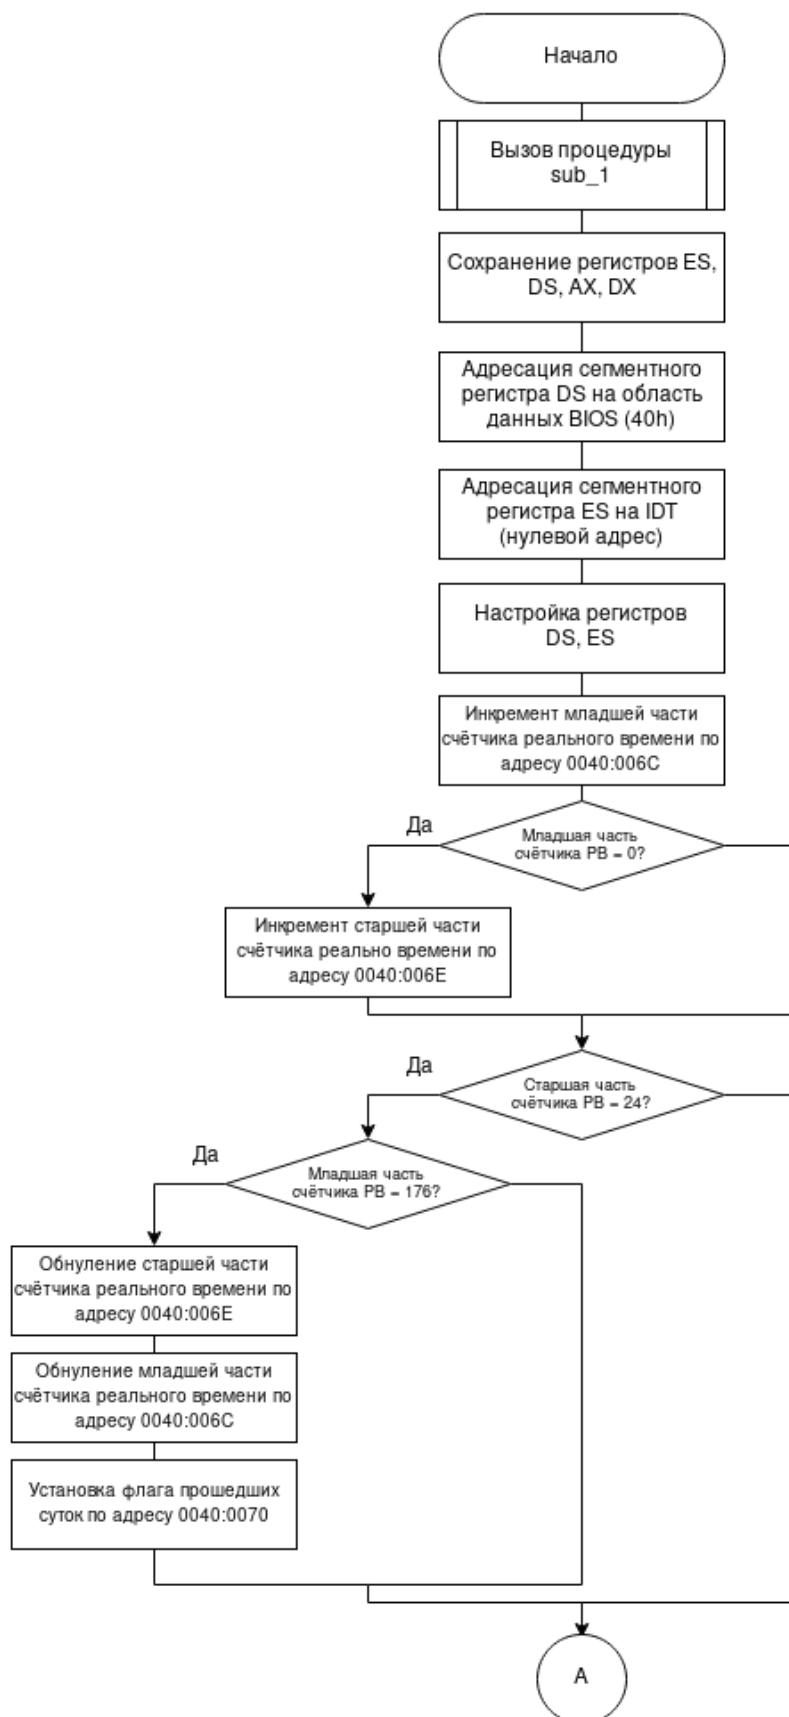 Начало
Вызов процедуры
sub_1
Сохранение регистров ES,
DS, AX, DX
Адресация сегментного
регистра DS на область
данных BIOS (40h)
Адресация сегментного
регистра ES на IDT
(нулевой адрес)
Настройка регистров
DS, ES
Инкремент младшей части
счётчика реального времени по
адресу 0040:006C
Да
Младшая часть
счётчика РВ = 0?
Инкремент старшей части
счётчика реально времени по
адресу 0040:006E
Да
Старшая часть
счётчика РВ = 24?
Да
Младшая часть
счётчика РВ = 176?
Обнуление старшей части
счётчика реального времени по
адресу 0040:006E
Обнуление младшей части
счётчика реального времени по
адресу 0040:006C
Установка флага прошедших
суток по адресу 0040:0070
A